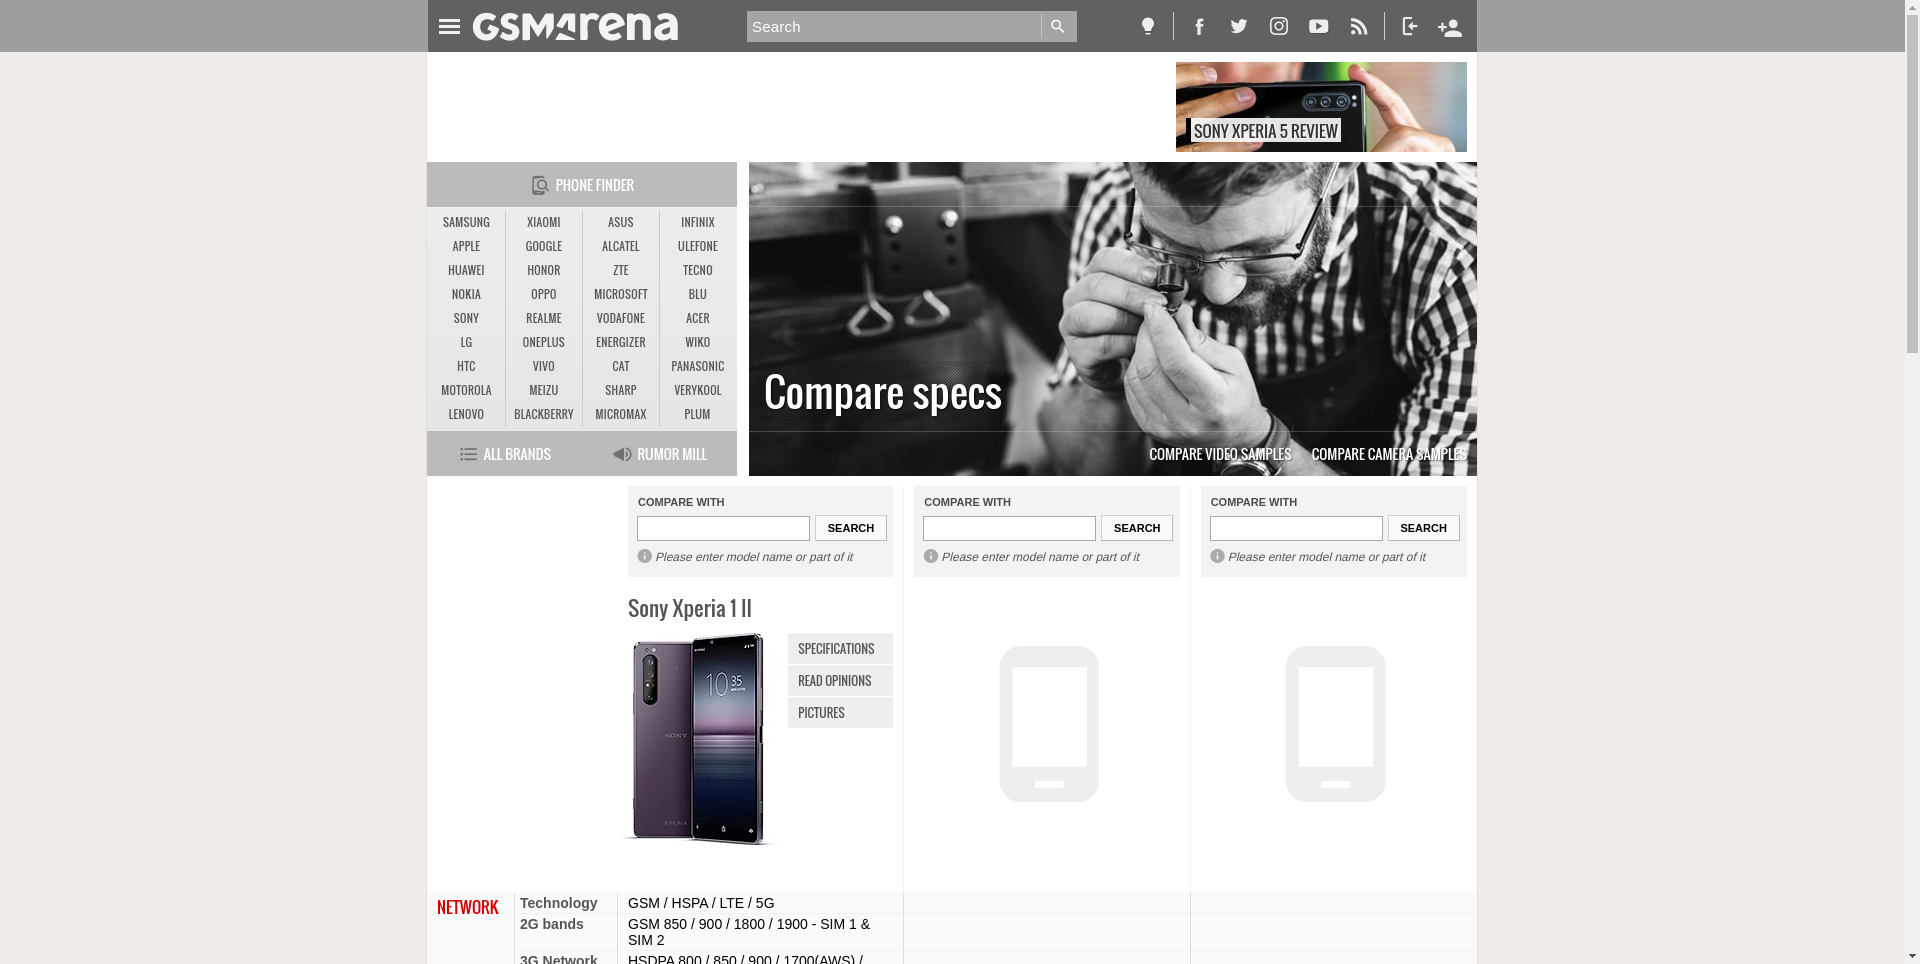 GSMArena
Search
SONY XPERIA 5 REVIEW
PHONE FINDER
SAMSUNG XIAOMI ASUS INFINIX
APPLE GOOGLE ALCATEL ULEFONE
HUAWEI HONOR ZTE TECNO
NOKIA OPPO MICROSOFT BLU
SONY REALME VODAFONE ACER
LG ONEPLUS ENERGIZER WIKO
HTC VIVO CAT PANASONIC
MOTOROLA MEIZU SHARP VERYKOOL
LENOVO BLACKBERRY MICROMAX PLUM
ALL BRANDS RUMOR MILL
Compare specs
COMPARE VIDEO SAMPLES COMPARE CAMERA SAMPLES
COMPARE WITH COMPARE WITH COMPARE WITH
SEARCH SEARCH SEARCH
Please enter model name or part of it Please enter model name or part of it Please enter model name or part of it
Sony Xperia 1 II
SPECIFICATIONS
READ OPINIONS
PICTURES
10 35
SONY
XPERIA
NETWORK Technology GSM / HSPA / LTE / 5G
2G bands GSM 850 / 900 / 1800 / 1900 - SIM 1 &
SIM 2
3G Network HSDPA 800 / 850 / 900 / 1700(AWS) /